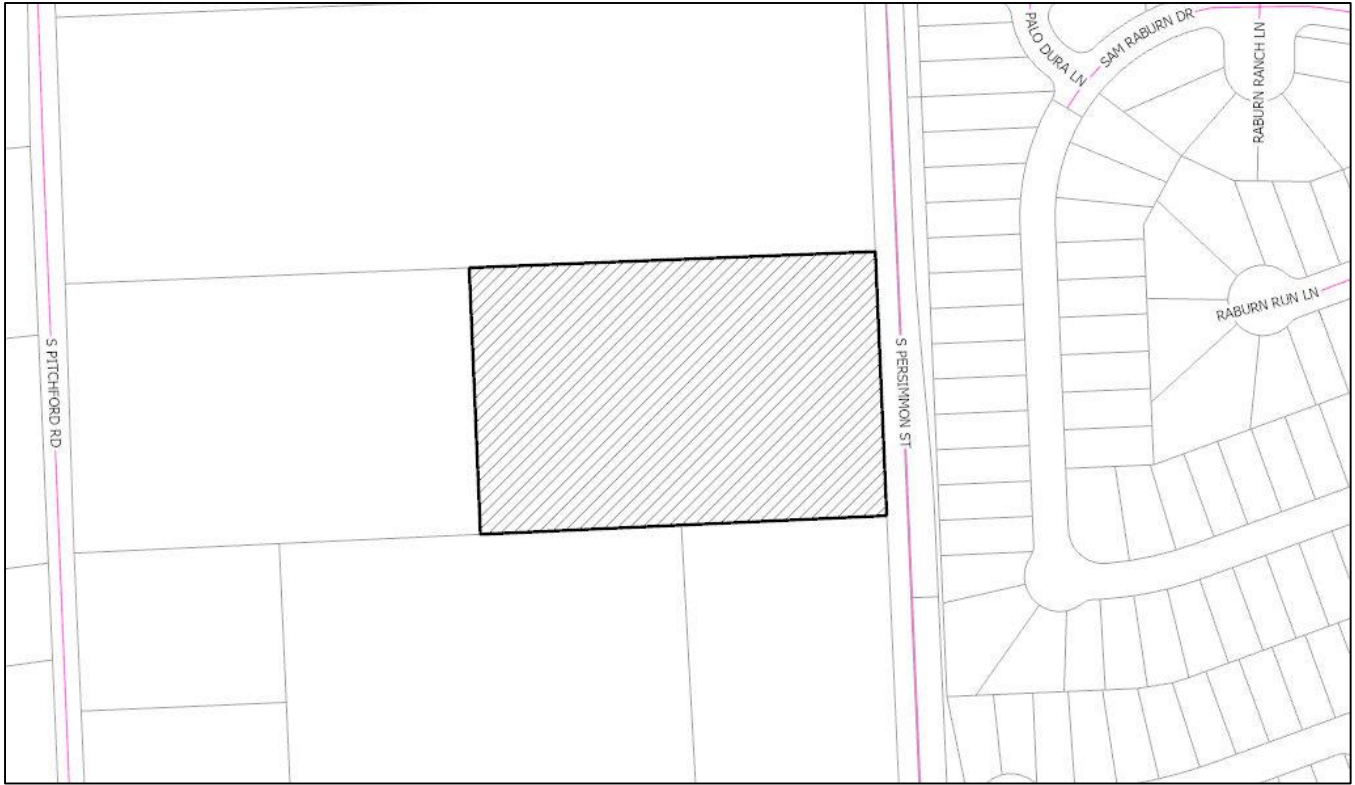 PALO DURA LN
SAM RABURN DR
RABURN RANCH LN
RABURN RUN LN
S PITCHFORD RD
S PERSIMMON ST